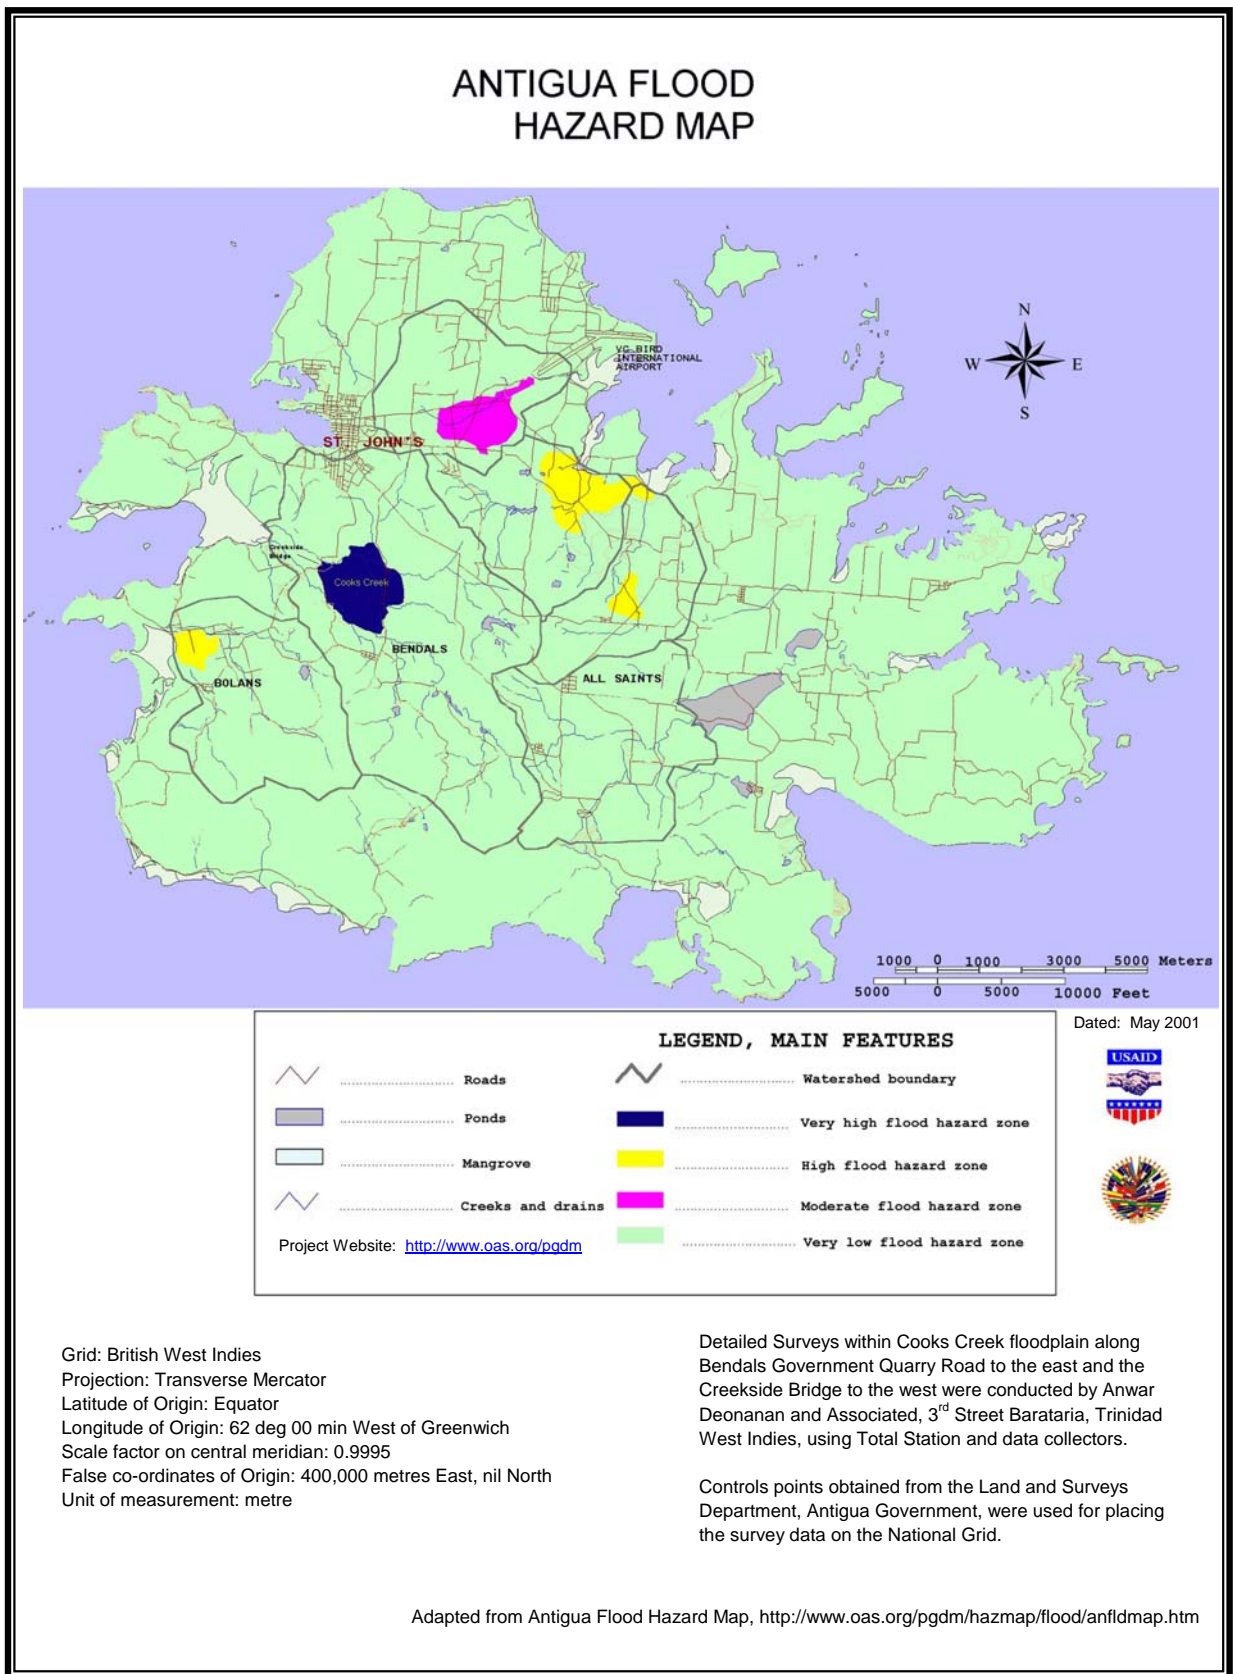 ANTIGUA FLOOD
HAZARD MAP
N
W
E
S
VC BIRD
INTERNATIONAL
AIRPORT
ST. JOHN'S
Creekside
Bridge
Cooks Creek
BENDALS
BOLANS
ALL SAINTS
1000 0 1000 3000 5000 Meters
5000 0 5000 10000 Feet
Dated: May 2001
LEGEND, MAIN FEATURES
Roads
Ponds
Mangrove
Creeks and drains
Watershed boundary
Very high flood hazard zone
High flood hazard zone
Moderate flood hazard zone
Very low flood hazard zone
Project Website: http://www.oas.org/pgdm
USAID
Grid: British West Indies
Projection: Transverse Mercator
Latitude of Origin: Equator
Longitude of Origin: 62 deg 00 min West of Greenwich
Scale factor on central meridian: 0.9995
False co-ordinates of Origin: 400,000 metres East, nil North
Unit of measurement: metre
Detailed Surveys within Cooks Creek floodplain along
Bendals Government Quarry Road to the east and the
Creekside Bridge to the west were conducted by Anwar
Deonanan and Associated, 3rd Street Barataria, Trinidad
West Indies, using Total Station and data collectors.
Controls points obtained from the Land and Surveys
Department, Antigua Government, were used for placing
the survey data on the National Grid.
Adapted from Antigua Flood Hazard Map, http://www.oas.org/pgdm/hazmap/flood/anfldmap.htm